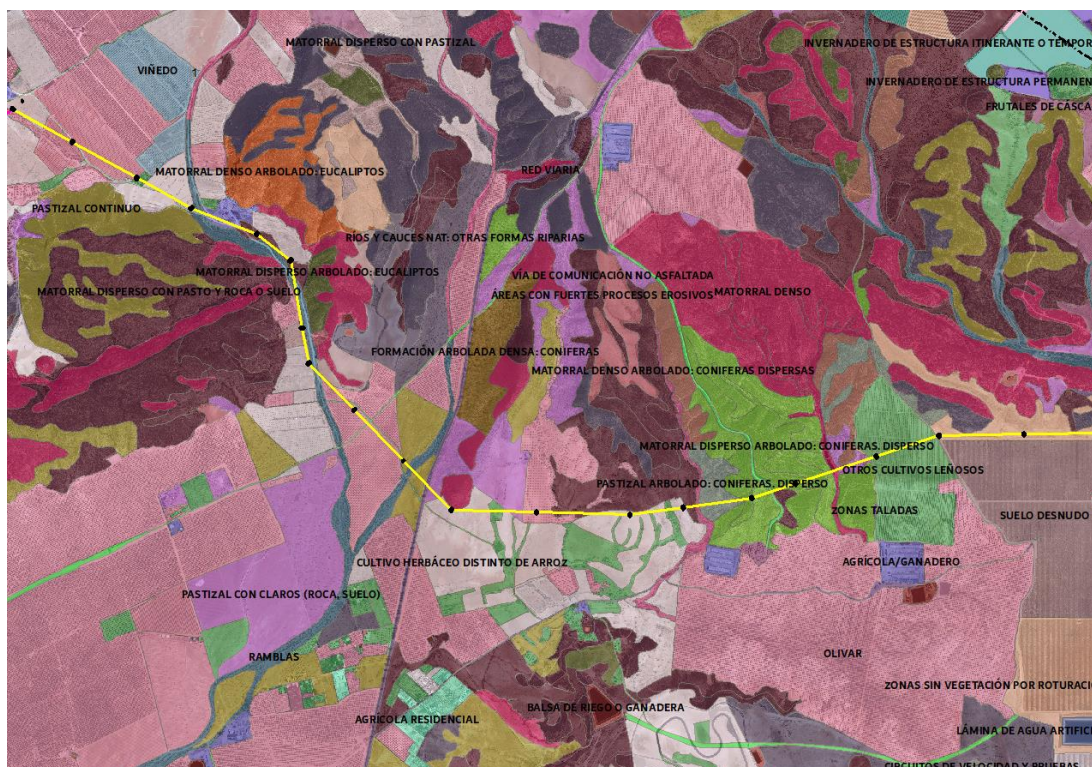 MATORRAL DISPERSO CON PASTIZAL
INVERNADERO DE ESTRUCTURA ITINERANTE O TEMPOR
VIÑEDO
INVERNADERO DE ESTRUCTURA PERMANEN
FRUTALES DE CÁSCA
MATORRAL DENSO ARBOLADO: EUCALIPTOS
RED VIARIA
PASTIZAL CONTINUO
RÍOS Y CAUCES NAT: OTRAS FORMAS RIPARIAS
MATORRAL DISPERSO ARBOLADO: EUCALIPTOS
VÍA DE COMUNICACIÓN NO ASFALTADA
MATORRAL DISPERSO CON PASTO Y ROCA O SUELO
ÁREAS CON FUERTES PROCESOS EROSIVOS
MATORRAL DENSO
FORMACIÓN ARBOLADA DENSA: CONIFERAS
MATORRAL DENSO ARBOLADO: CONIFERAS DISPERSAS
MATORRAL DISPERSO ARBOLADO: CONIFERAS. DISPERSO
OTROS CULTIVOS LEÑOSOS
PASTIZAL ARBOLADO: CONIFERAS. DISPERSO
ZONAS TALADAS
SUELO DESNUDO
CULTIVO HERBÁCEO DISTINTO DE ARROZ
AGRÍCOLA/GANADERO
PASTIZAL CON CLAROS (ROCA, SUELO)
RAMBLAS
OLIVAR
ZONAS SIN VEGETACIÓN POR ROTURACIO
BALSA DE RIEGO O GANADERA
AGRÍCOLA RESIDENCIAL
LÁMINA DE AGUA ARTIFICI
CIRCUITOS DE VELOCIDAD Y PRUEBAS